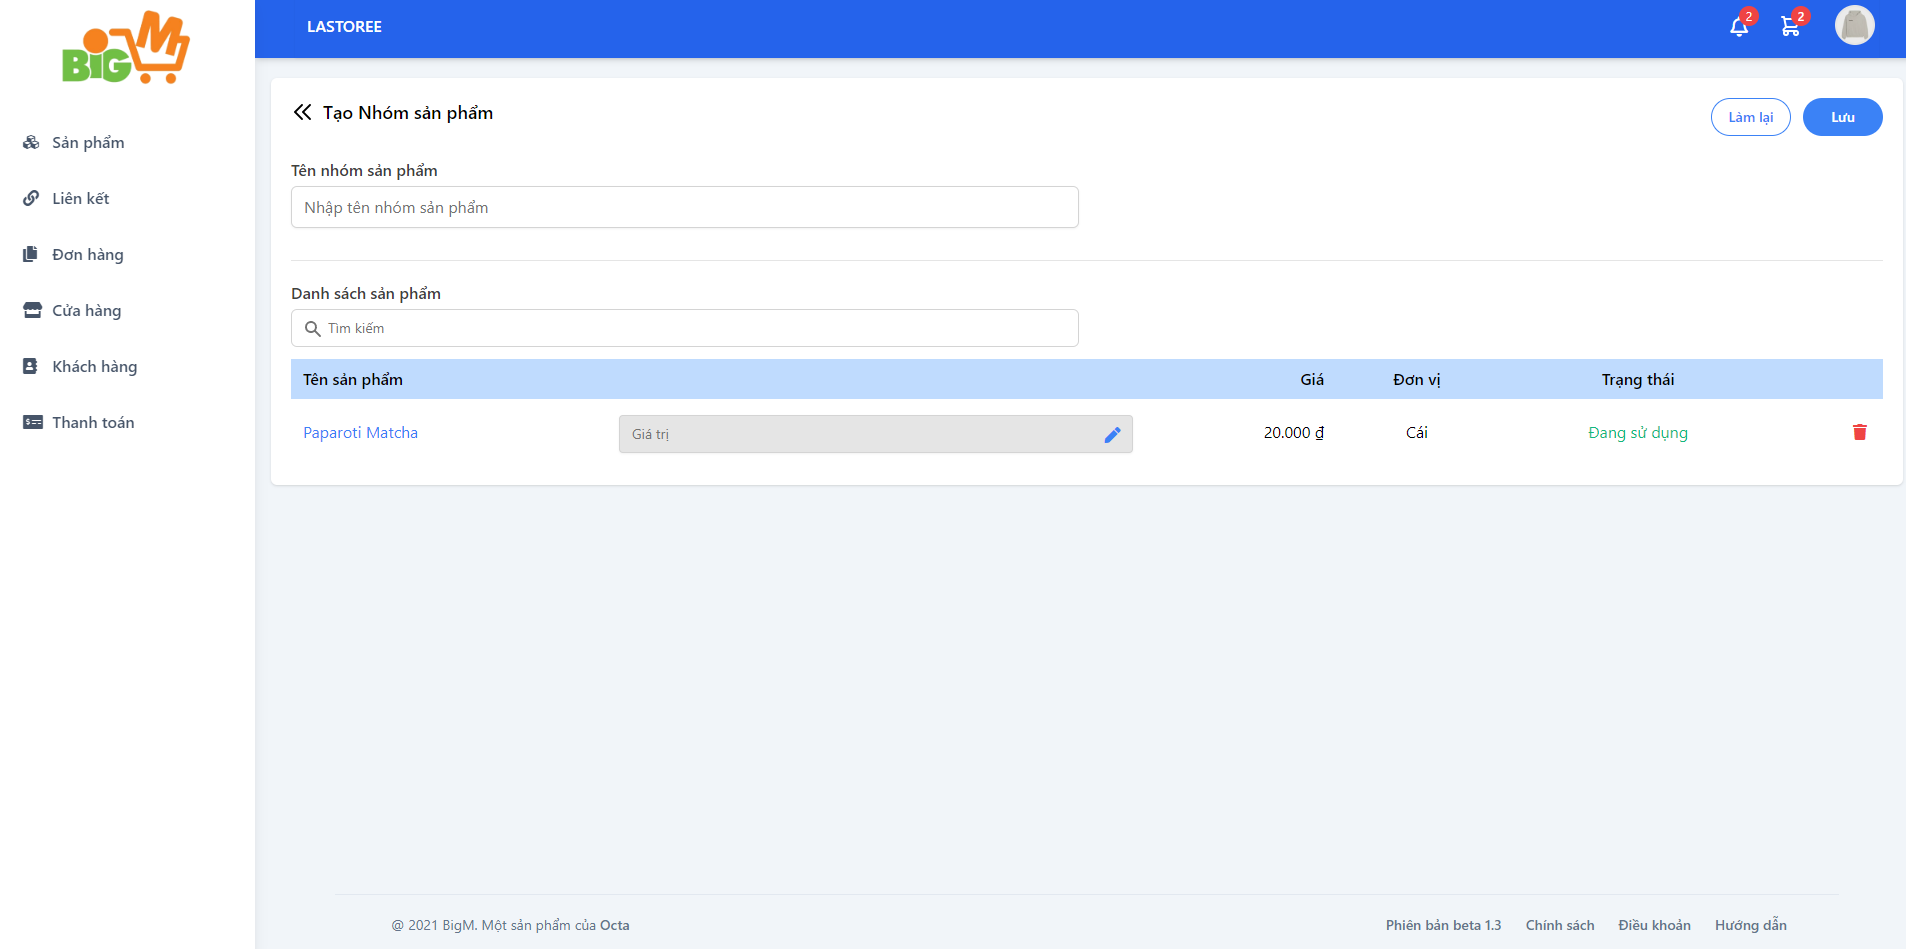 BiG M
LASTOREE
2
2
Sản phẩm
Liên kết
Đơn hàng
Cửa hàng
Khách hàng
Thanh toán
Tạo Nhóm sản phẩm
Làm lại
Lưu
Tên nhóm sản phẩm
Nhập tên nhóm sản phẩm
Danh sách sản phẩm
Tìm kiếm
Tên sản phẩm Giá Đơn vị Trạng thái
Paparoti Matcha Giá trị 20.000 ₫ Cái Đang sử dụng
@ 2021 BigM. Một sản phẩm của Octa
Phiên bản beta 1.3 Chính sách Điều khoản Hướng dẫn